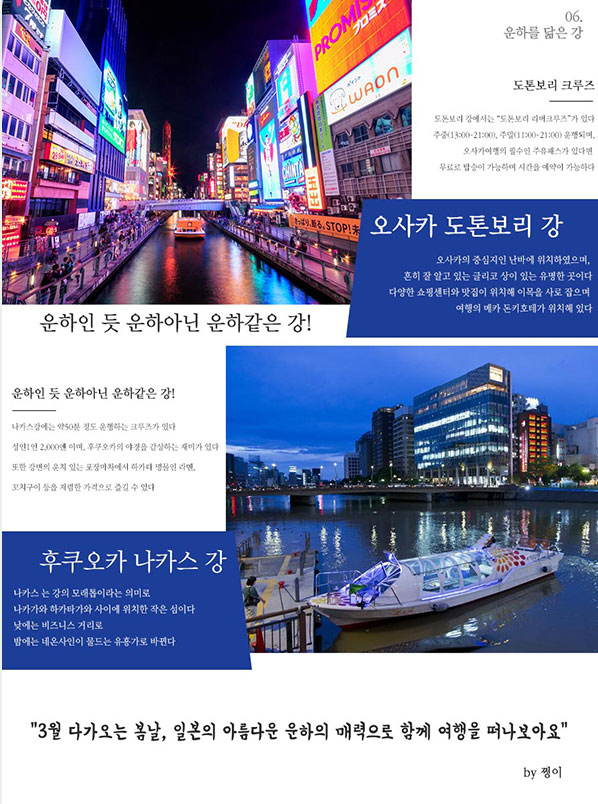 06.
운하를 닮은 강
PROMIS
プロミス
ポイント
WAON
CHINTAI
STOP!
도톤보리 크루즈
도톤보리 강에서는 "도톤보리 리버크루즈"가 있다
주중(13:00-21:00), 주말(11:00-21:00) 운행되며,
오사카여행의 필수인 주유패스가 있다면
무료로 탑승이 가능하며 시간을 예약이 가능하다
오사카 도톤보리 강
오사카의 중심지인 난바에 위치하였으며,
흔히 잘 알고 있는 글리코 상이 있는 유명한 곳이다
다양한 쇼핑센터와 맛집이 위치해 이목을 사로 잡으며
여행의 메카 돈키호테가 위치해 있다
운하인 듯 운하아닌 운하같은 강!
운하인 듯 운하아닌 운하같은 강!
나카스강에는 약50분 정도 운행하는 크루즈가 있다
성인1인 2,000엔 이며, 후쿠오카의 야경을 감상하는 재미가 있다
또한 강변의 운치 있는 포장마차에서 하카타 명물인 라멘,
꼬치구이 등을 저렴한 가격으로 즐길 수 있다
후쿠오카 나카스 강
나카스 는 강의 모래톱이라는 의미로
나카가와 하카타가와 사이에 위치한 작은 섬이다
낮에는 비즈니스 거리로
밤에는 네온사인이 물드는 유흥가로 바뀐다
"3월 다가오는 봄날, 일본의 아름다운 운하의 매력으로 함께 여행을 떠나보아요"
by 찡이